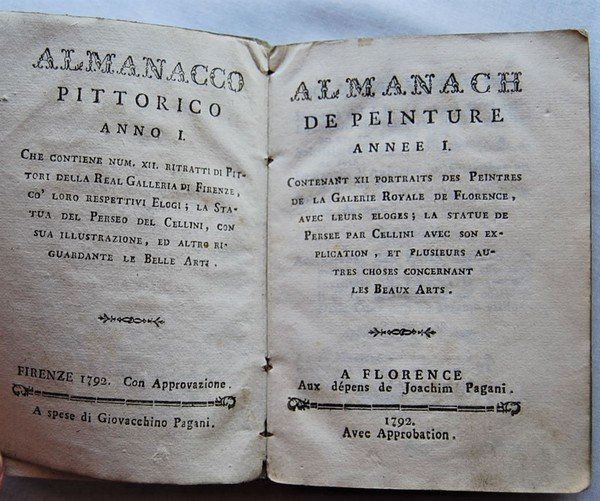 ALMANACCO
PITTORICO
ANNO I.
CHE CONTIENE NUM. XII. RITRATTI DI PIT-
TORI DELLA REAL GALLERIA DI FIRENZE,
CO' LORO RESPETTIVI ELOGJ; LA STA-
TUA DEL PERSEO DEL CELLINI, CON
SUA ILLUSTRAZIONE, ED ALTRO RI-
GUARDANTE LE BELLE ARTI.
FIRENZE 1792. Con Approvazione.
A spese di Giovacchino Pagani.
ALMANACH
DE PEINTURE
ANNEE I.
CONTENANT XII PORTRAITS DES PEINTRES
DE LA GALERIE ROYALE DE FLORENCE,
AVEC LEURS ELOGES; LA STATUE DE
PERSEE PAR CELLINI AVEC SON EX-
PLICATION, ET PLUSIEURS AU-
TRES CHOSES CONCERNANT
LES BEAUX ARTS.
A FLORENCE
Aux dépens de Joachim Pagani.
1792.
Avec Approbation.